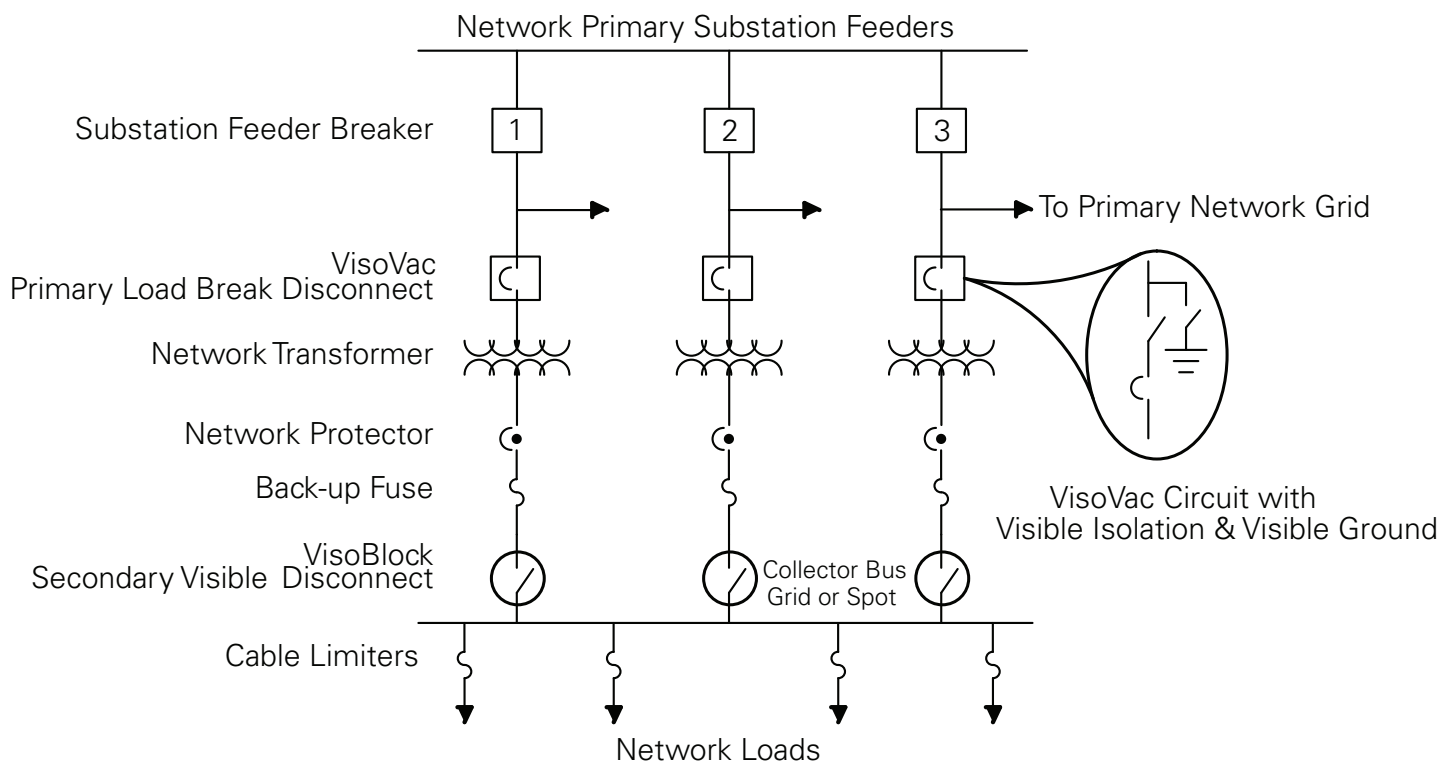 Network Primary Substation Feeders
Substation Feeder Breaker
1
2
3
To Primary Network Grid
VisoVac
Primary Load Break Disconnect
Network Transformer
Network Protector
Back-up Fuse
VisoVac Circuit with
Visible Isolation & Visible Ground
VisoBlock
Secondary Visible Disconnect
Collector Bus
Grid or Spot
Cable Limiters
Network Loads